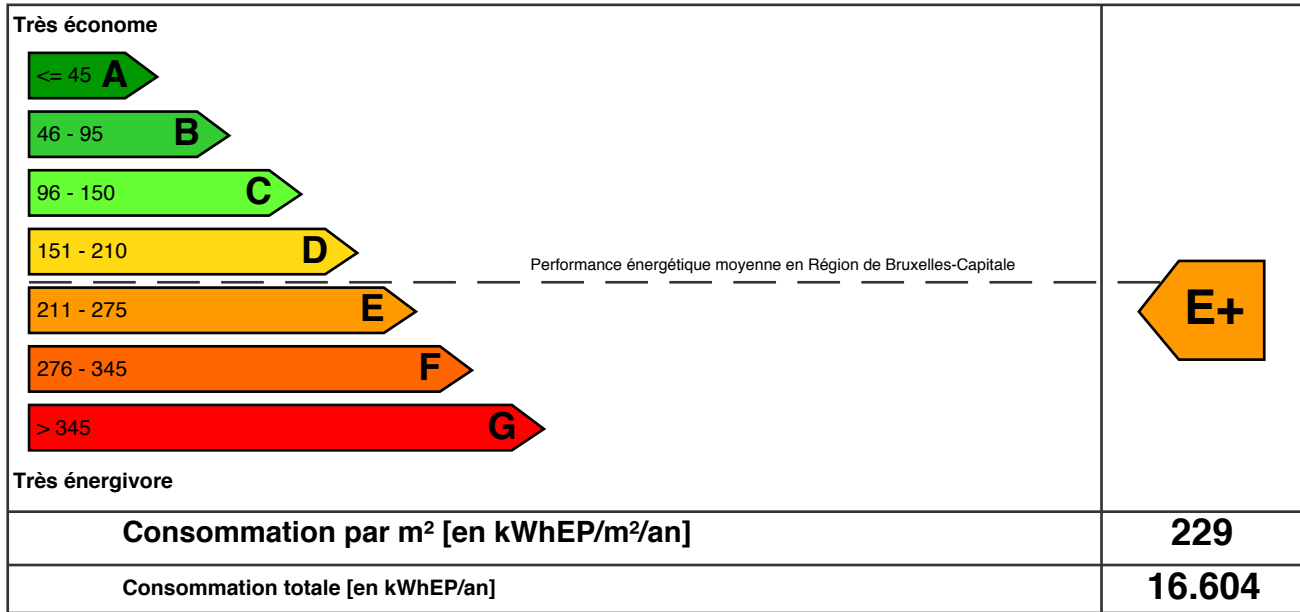 Très économe
<= 45 A
46 - 95 B
96 - 150 C
151 - 210 D
Performance énergétique moyenne en Région de Bruxelles-Capitale
211 - 275 E
E+
276 - 345 F
> 345 G
Très énergivore
Consommation par m² [en kWhEP/m²/an] 229
Consommation totale [en kWhEP/an] 16.604